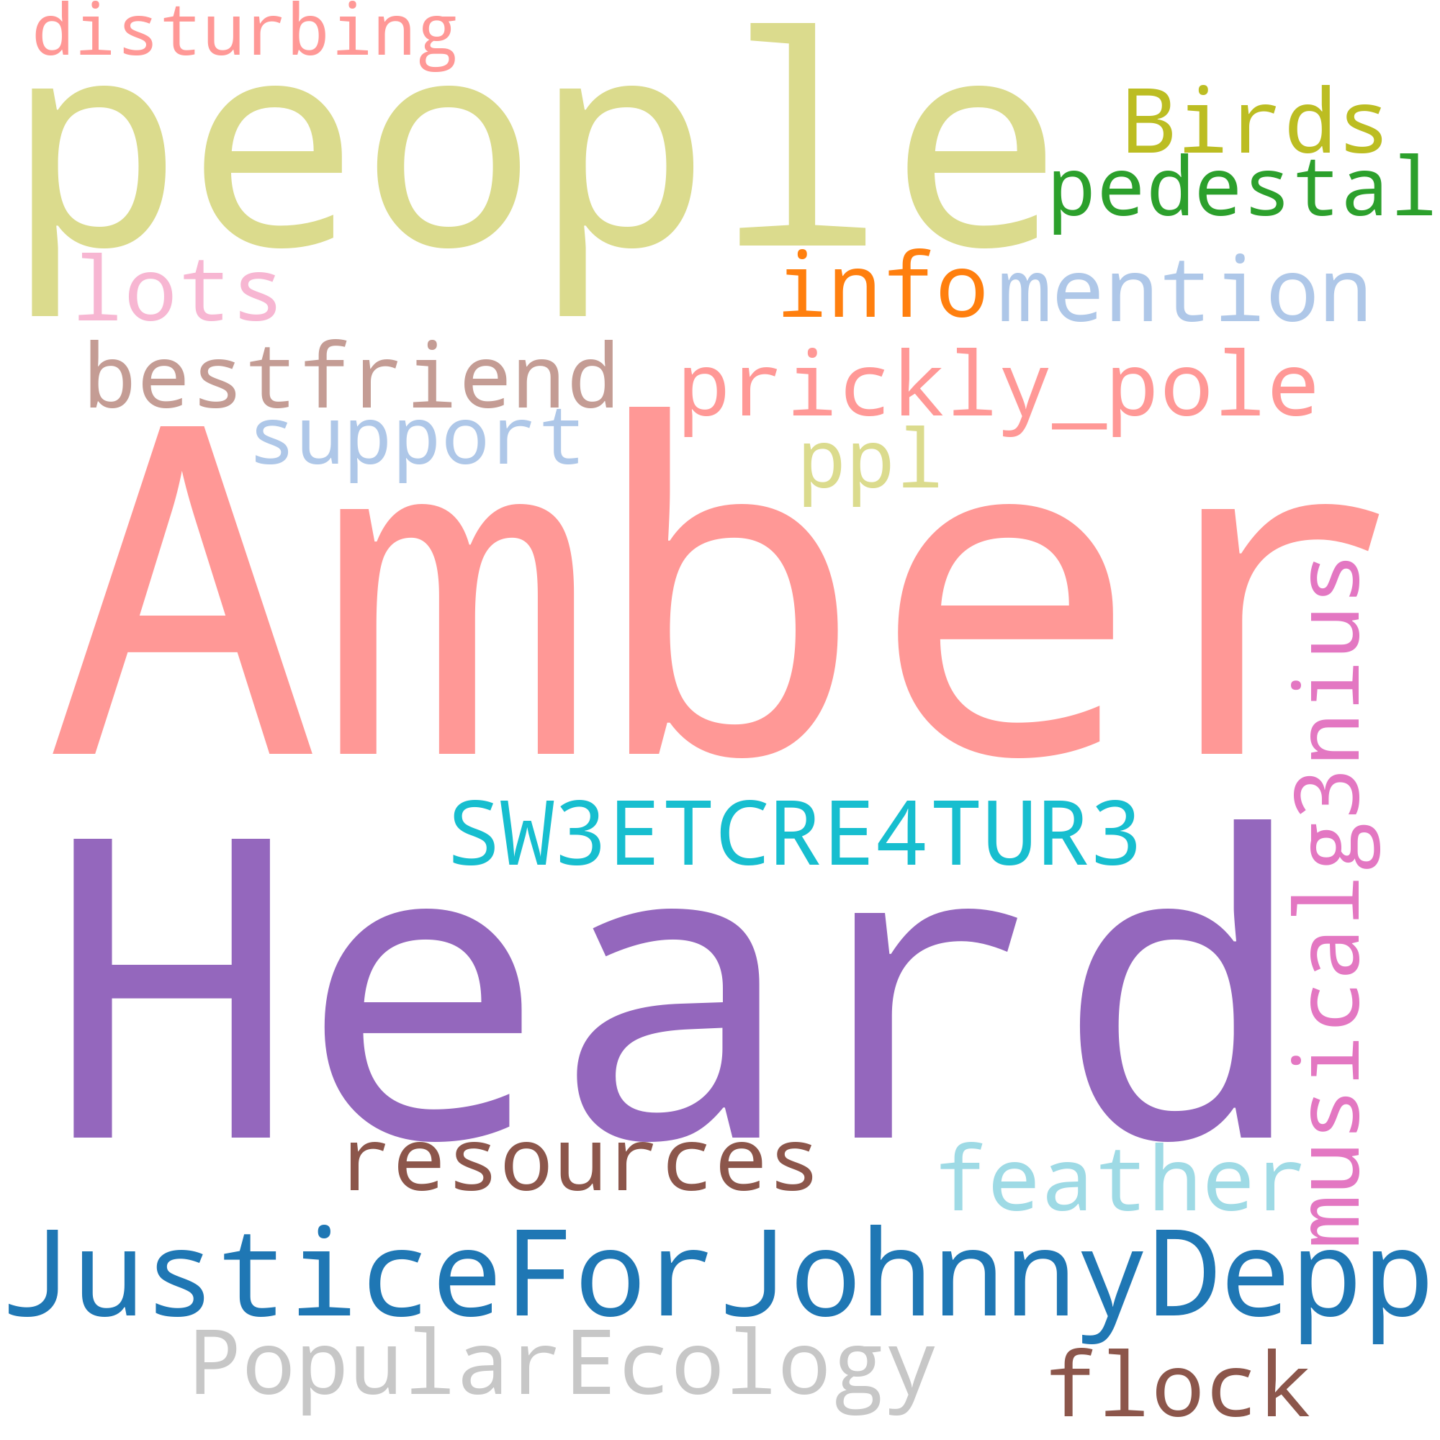 disturbing
people
Birds
pedestal
lots
info
mention
bestfriend
prickly_pole
support
ppl
Amber
musicalg3nius
SW3ETCRE4TUR3
Heard
resources
feather
JusticeForJohnnyDepp
PopularEcology
flock